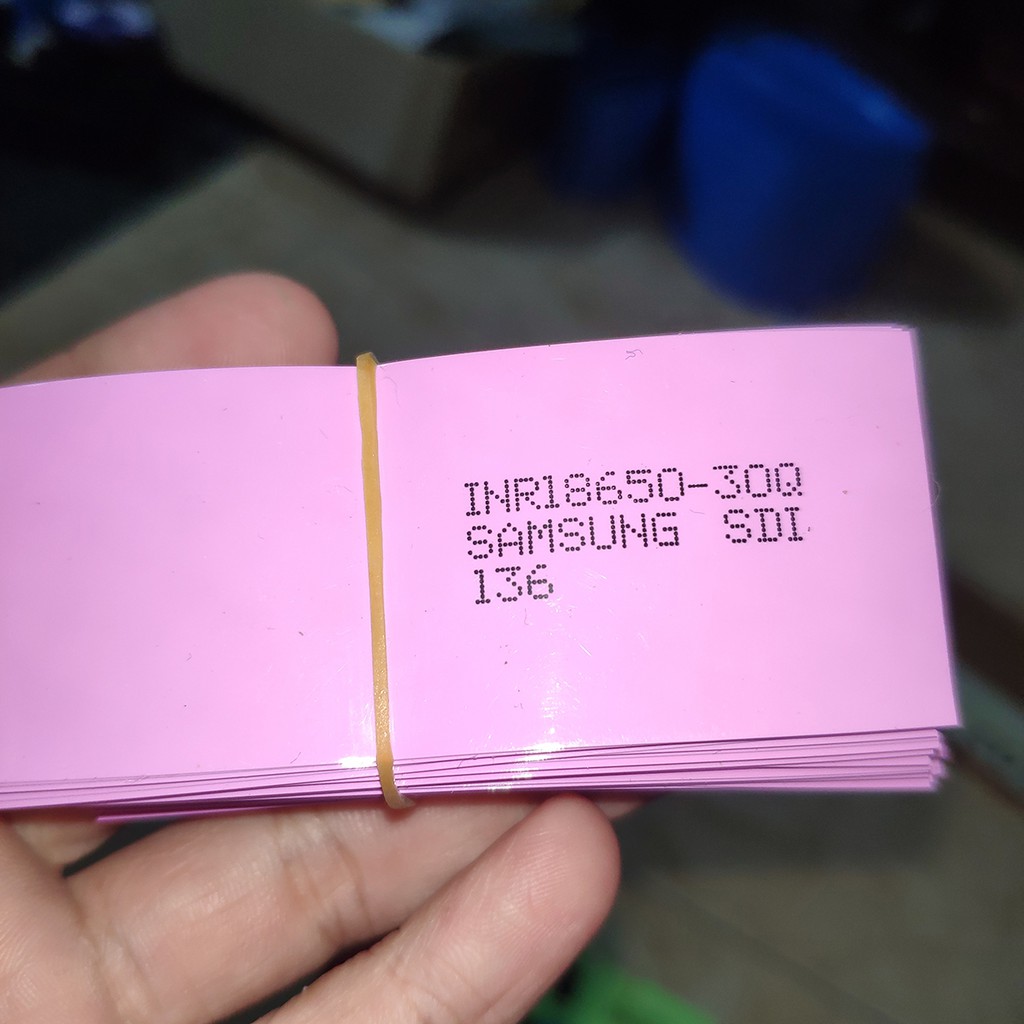 INR18650-30Q
SAMSUNG SDI
136